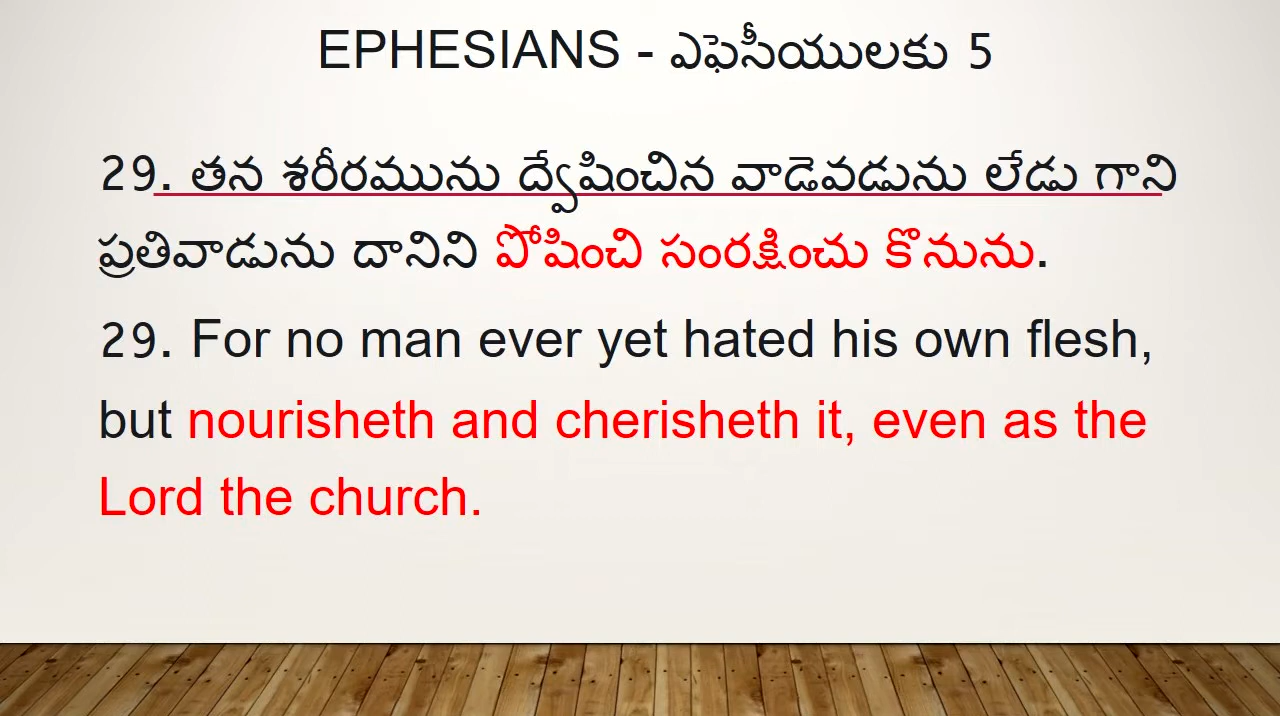 EPHESIANS - ఎఫెసీయులకు 5
29. తన శరీరమును ద్వేషించిన వాడెవడును లేడు గాని
ప్రతివాడును దానిని పోషించి సంరక్షించు కొనును.
29. For no man ever yet hated his own flesh,
but nourisheth and cherisheth it, even as the
Lord the church.